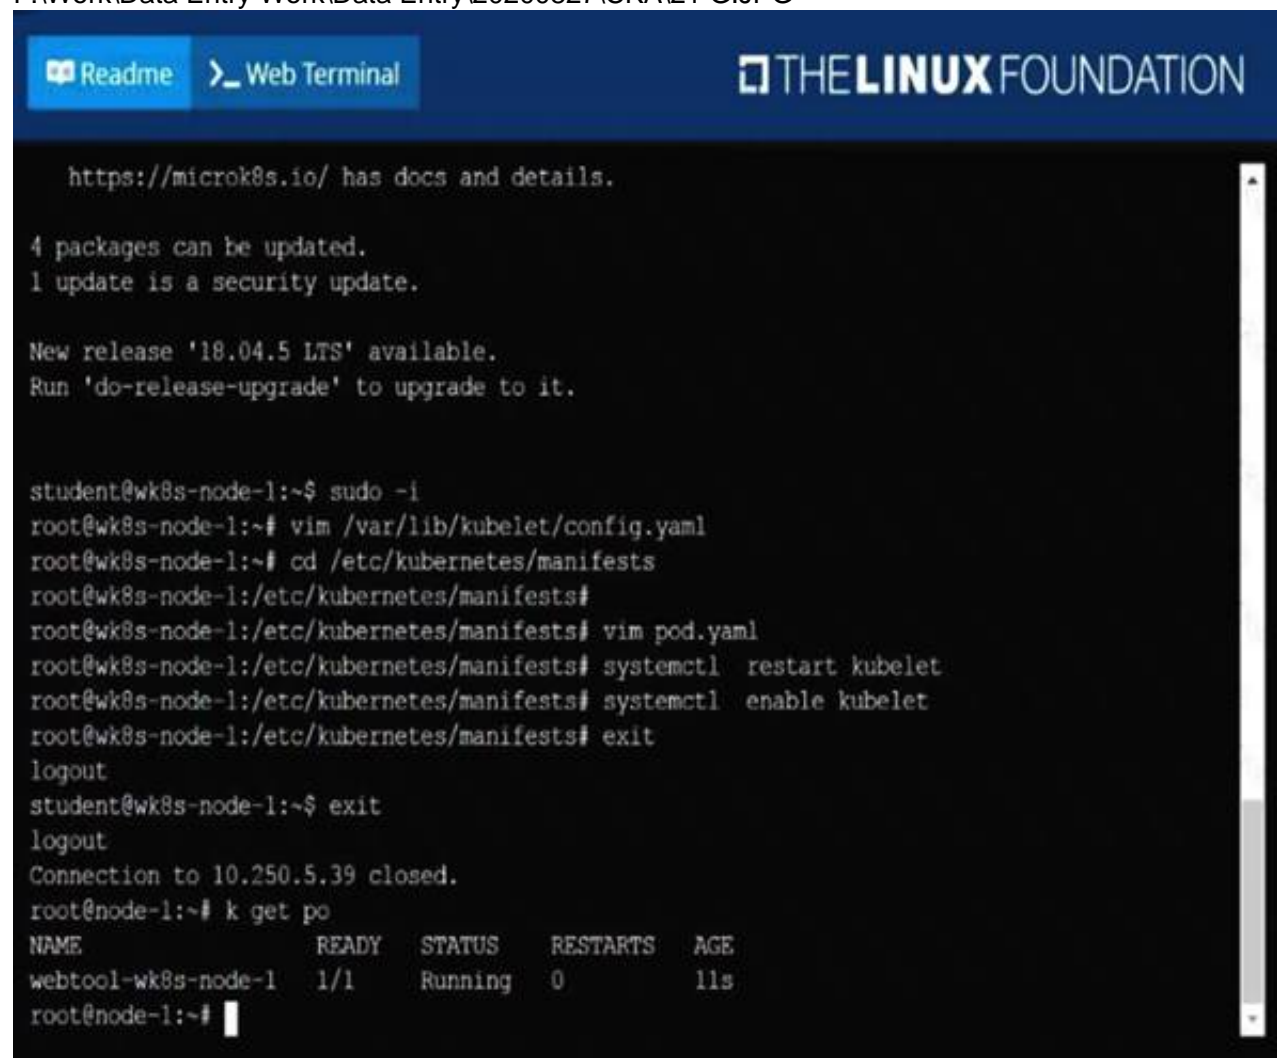 Readme
>_ Web Terminal
THE LINUX FOUNDATION
https://microk8s.io/ has docs and details.
4 packages can be updated.
1 update is a security update.
New release '18.04.5 LTS' available.
Run 'do-release-upgrade' to upgrade to it.
student@wk8s-node-1:~$ sudo -i
root@wk8s-node-1:~# vim /var/lib/kubelet/config.yaml
root@wk8s-node-1:~# cd /etc/kubernetes/manifests
root@wk8s-node-1:/etc/kubernetes/manifests#
root@wk8s-node-1:/etc/kubernetes/manifests# vim pod.yaml
root@wk8s-node-1:/etc/kubernetes/manifests# systemctl  restart kubelet
root@wk8s-node-1:/etc/kubernetes/manifests# systemctl  enable kubelet
root@wk8s-node-1:/etc/kubernetes/manifests# exit
logout
student@wk8s-node-1:~$ exit
logout
Connection to 10.250.5.39 closed.
root@node-1:~# k get po
NAME READY STATUS RESTARTS AGE
webtool-wk8s-node-1 1/1 Running 0 11s
root@node-1:~#